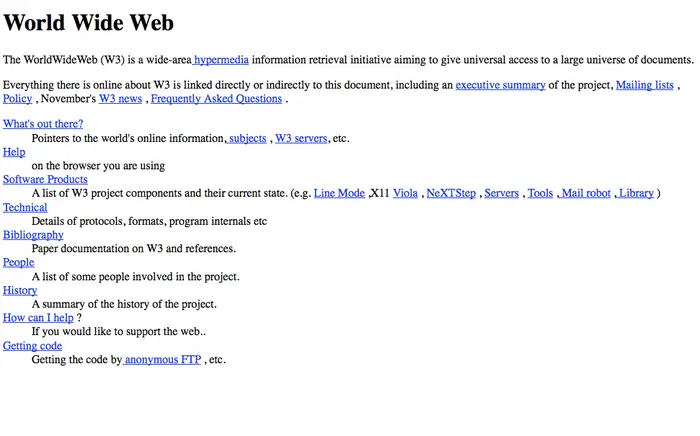 World Wide Web
The WorldWideWeb (W3) is a wide-area hypermedia information retrieval initiative aiming to give universal access to a large universe of documents.
Everything there is online about W3 is linked directly or indirectly to this document, including an executive summary of the project, Mailing lists ,
Policy , November's W3 news , Frequently Asked Questions .
What's out there?
Pointers to the world's online information, subjects , W3 servers, etc.
Help
on the browser you are using
Software Products
A list of W3 project components and their current state. (e.g. Line Mode ,X11 Viola , NeXTStep , Servers , Tools , Mail robot , Library )
Technical
Details of protocols, formats, program internals etc
Bibliography
Paper documentation on W3 and references.
People
A list of some people involved in the project.
History
A summary of the history of the project.
How can I help ?
If you would like to support the web..
Getting code
Getting the code by anonymous FTP , etc.